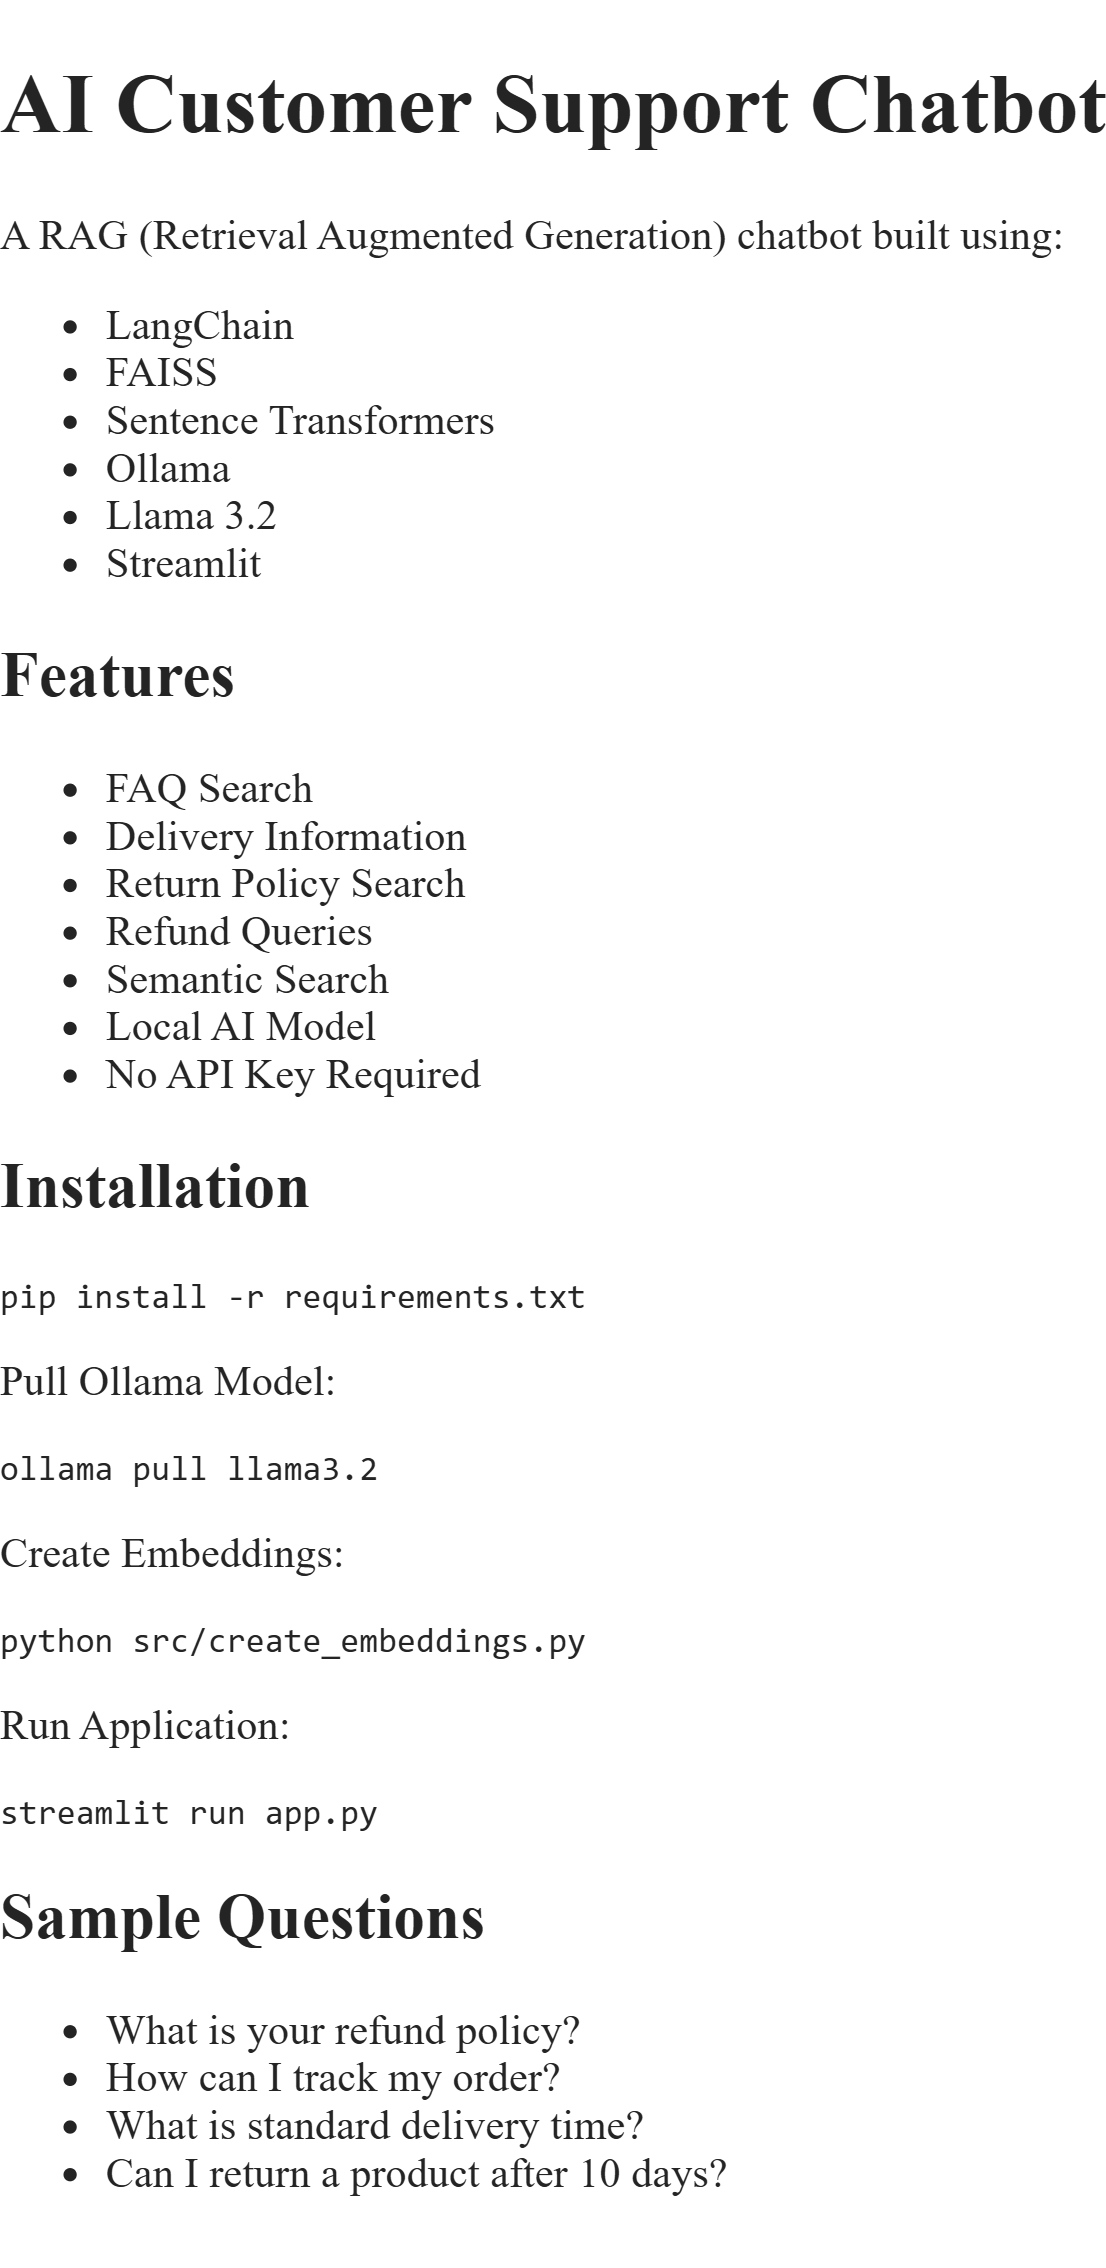 AI Customer Support Chatbot
A RAG (Retrieval Augmented Generation) chatbot built using:
• LangChain
• FAISS
• Sentence Transformers
• Ollama
• Llama 3.2
• Streamlit
Features
• FAQ Search
• Delivery Information
• Return Policy Search
• Refund Queries
• Semantic Search
• Local AI Model
• No API Key Required
Installation
pip install -r requirements.txt
Pull Ollama Model:
ollama pull llama3.2
Create Embeddings:
python src/create_embeddings.py
Run Application:
streamlit run app.py
Sample Questions
• What is your refund policy?
• How can I track my order?
• What is standard delivery time?
• Can I return a product after 10 days?